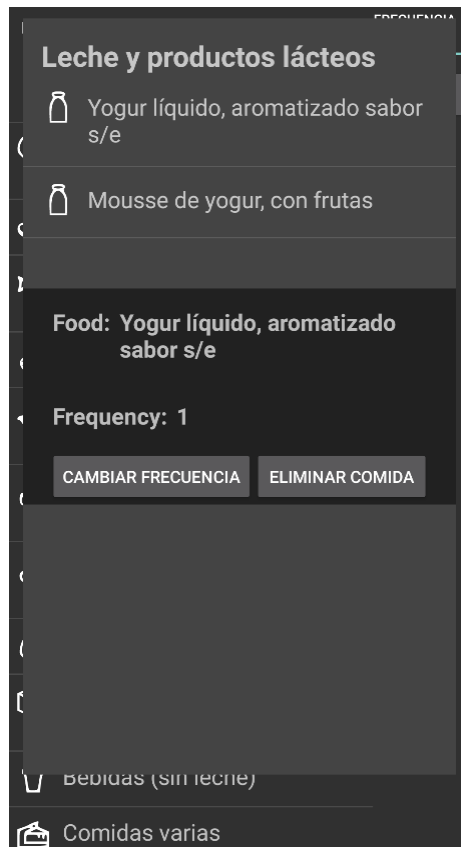 FRECUENCIA
Leche y productos lácteos
Yogur líquido, aromatizado sabor
s/e
Mousse de yogur, con frutas
Food: Yogur líquido, aromatizado
sabor s/e
Frequency: 1
CAMBIAR FRECUENCIA ELIMINAR COMIDA
Bebidas (sin leche)
Comidas varias